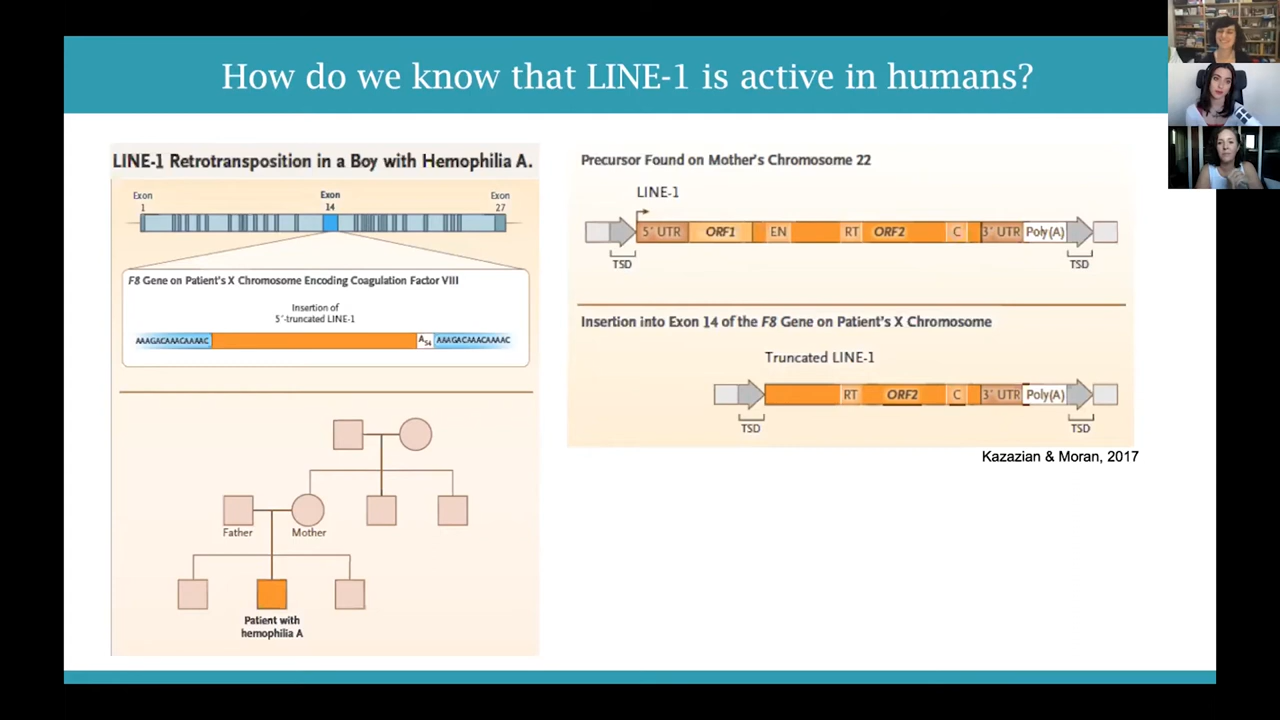 How do we know that LINE-1 is active in humans?
LINE-1 Retrotransposition in a Boy with Hemophilia A.
Exon
1
Exon
14
Exon
27
F8 Gene on Patient's X Chromosome Encoding Coagulation Factor VIII
Insertion of
5'-truncated LINE-1
AAAGACAAACAAAAC
A54
AAAGACAAACAAAAC
Father
Mother
Patient with
hemophilia A
Precursor Found on Mother's Chromosome 22
LINE-1
5' UTR ORF1 EN RT ORF2 C 3' UTR Poly(A)
TSD
TSD
Insertion into Exon 14 of the F8 Gene on Patient's X Chromosome
Truncated LINE-1
RT ORF2 C 3' UTR Poly(A)
TSD
TSD
Kazazian & Moran, 2017